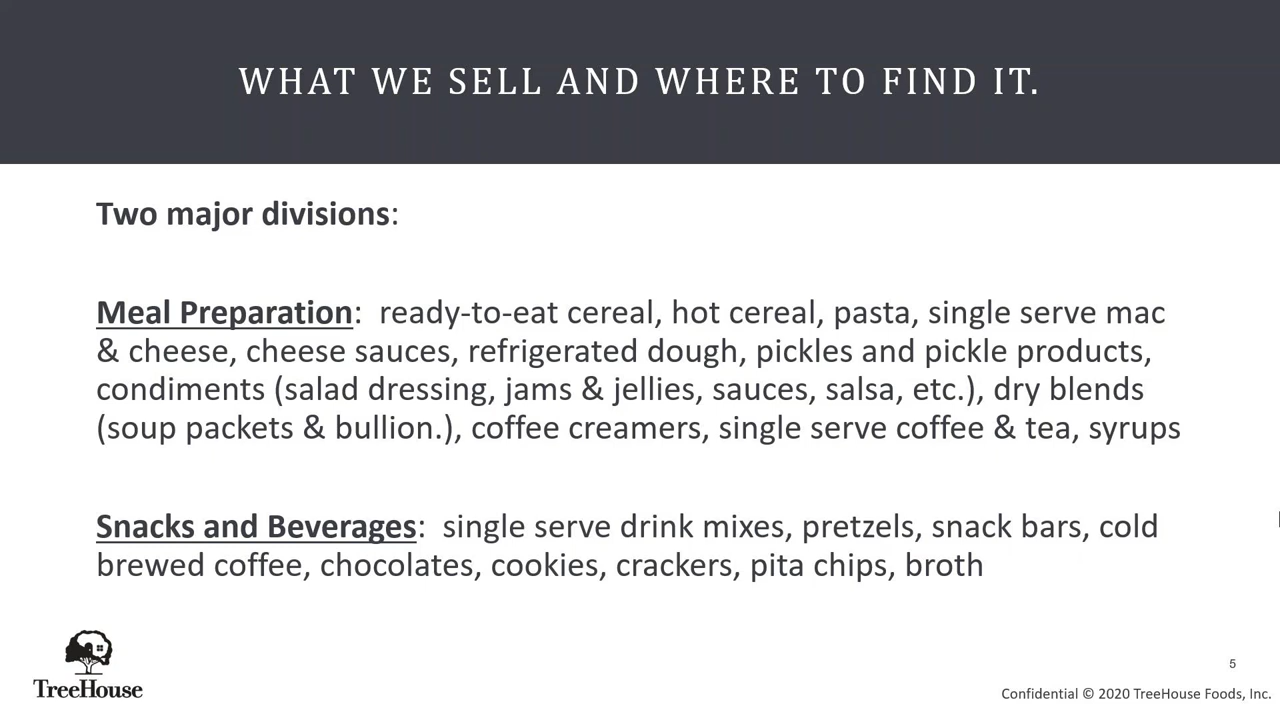 WHAT WE SELL AND WHERE TO FIND IT.
Two major divisions:
Meal Preparation:  ready-to-eat cereal, hot cereal, pasta, single serve mac
& cheese, cheese sauces, refrigerated dough, pickles and pickle products,
condiments (salad dressing, jams & jellies, sauces, salsa, etc.), dry blends
(soup packets & bullion.), coffee creamers, single serve coffee & tea, syrups
Snacks and Beverages:  single serve drink mixes, pretzels, snack bars, cold
brewed coffee, chocolates, cookies, crackers, pita chips, broth
TreeHouse
5
Confidential © 2020 TreeHouse Foods, Inc.